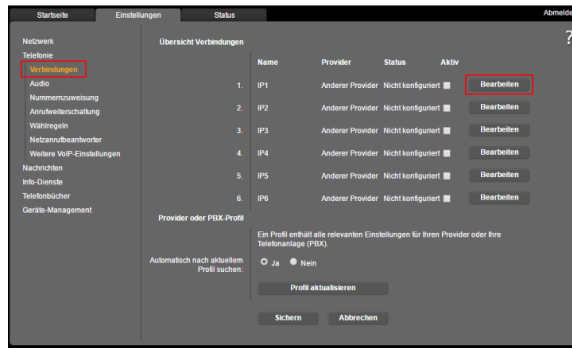 Startseite Einstellungen Status Abmelde
?
Netzwerk
Telefonie
Verbindungen
Audio
Nummernzuweisung
Anrufweiterschaltung
Wählregeln
Netzanrufbeantworter
Weitere VoIP-Einstellungen
Nachrichten
Info-Dienste
Telefonbücher
Geräte-Management
Übersicht Verbindungen
Name Provider Status Aktiv
1. IP1 Anderer Provider Nicht konfiguriert Bearbeiten
2. IP2 Anderer Provider Nicht konfiguriert Bearbeiten
3. IP3 Anderer Provider Nicht konfiguriert Bearbeiten
4. IP4 Anderer Provider Nicht konfiguriert Bearbeiten
5. IP5 Anderer Provider Nicht konfiguriert Bearbeiten
6. IP6 Anderer Provider Nicht konfiguriert Bearbeiten
Provider oder PBX-Profil
Ein Profil enthält alle relevanten Einstellungen für Ihren Provider oder Ihre
Telefonanlage (PBX).
Automatisch nach aktuellem
Profil suchen:
Ja Nein
Profil aktualisieren
Sichern Abbrechen